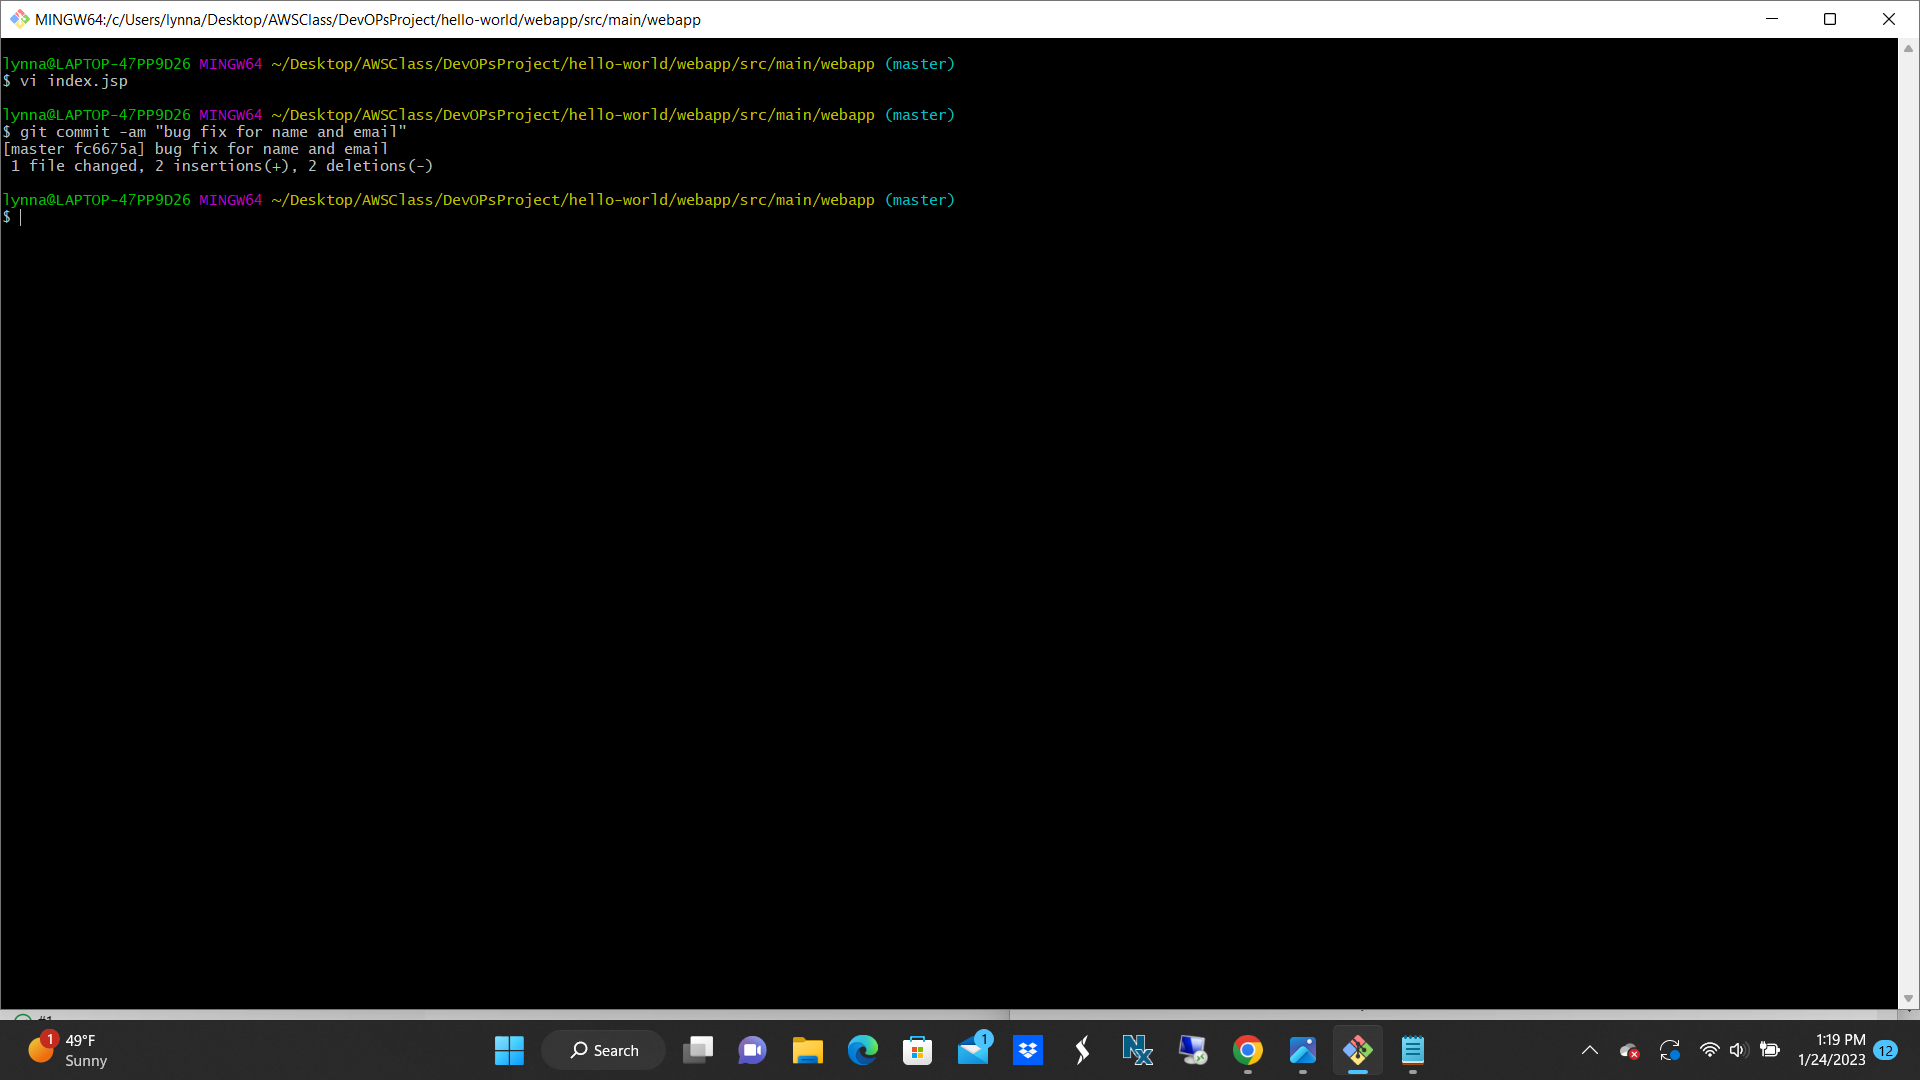 MINGW64:/c/Users/lynna/Desktop/AWSClass/DevOPsProject/hello-world/webapp/src/main/webapp
lynna@LAPTOP-47PP9D26 MINGW64 ~/Desktop/AWSClass/DevOPsProject/hello-world/webapp/src/main/webapp (master)
$ vi index.jsp
lynna@LAPTOP-47PP9D26 MINGW64 ~/Desktop/AWSClass/DevOPsProject/hello-world/webapp/src/main/webapp (master)
$ git commit -am "bug fix for name and email"
[master fc6675a] bug fix for name and email
1 file changed, 2 insertions(+), 2 deletions(-)
lynna@LAPTOP-47PP9D26 MINGW64 ~/Desktop/AWSClass/DevOPsProject/hello-world/webapp/src/main/webapp (master)
$
1
49°F
Sunny
Search
1
Nx
1:19 PM
1/24/2023
12